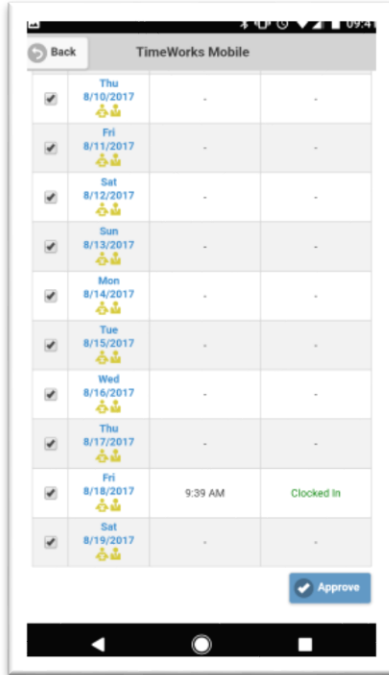 09:41
Back TimeWorks Mobile
Thu
8/10/2017 - -
Fri
8/11/2017 - -
Sat
8/12/2017 - -
Sun
8/13/2017 - -
Mon
8/14/2017 - -
Tue
8/15/2017 - -
Wed
8/16/2017 - -
Thu
8/17/2017 - -
Fri
8/18/2017 9:39 AM Clocked In
Sat
8/19/2017 - -
Approve